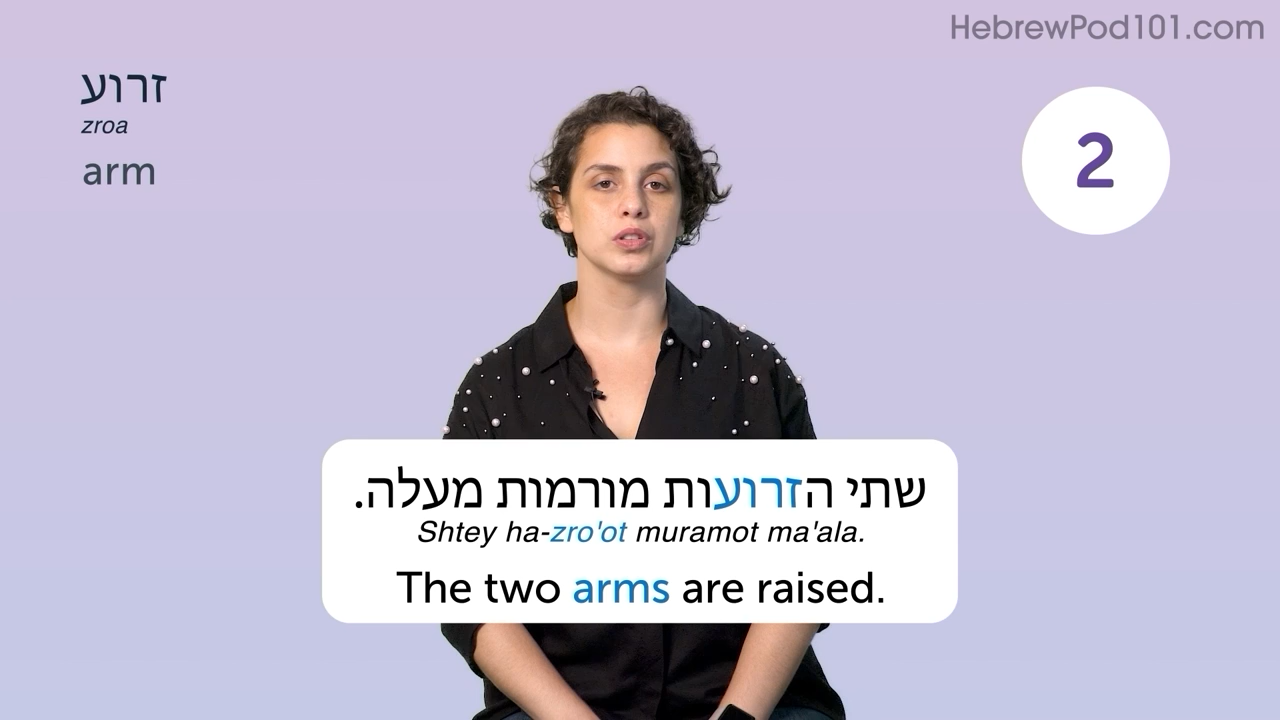 HebrewPod101.com
זרוע
zroa
arm
2
שתי הזרועות מורמות מעלה.
Shtey ha-zro'ot muramot ma'ala.
The two arms are raised.